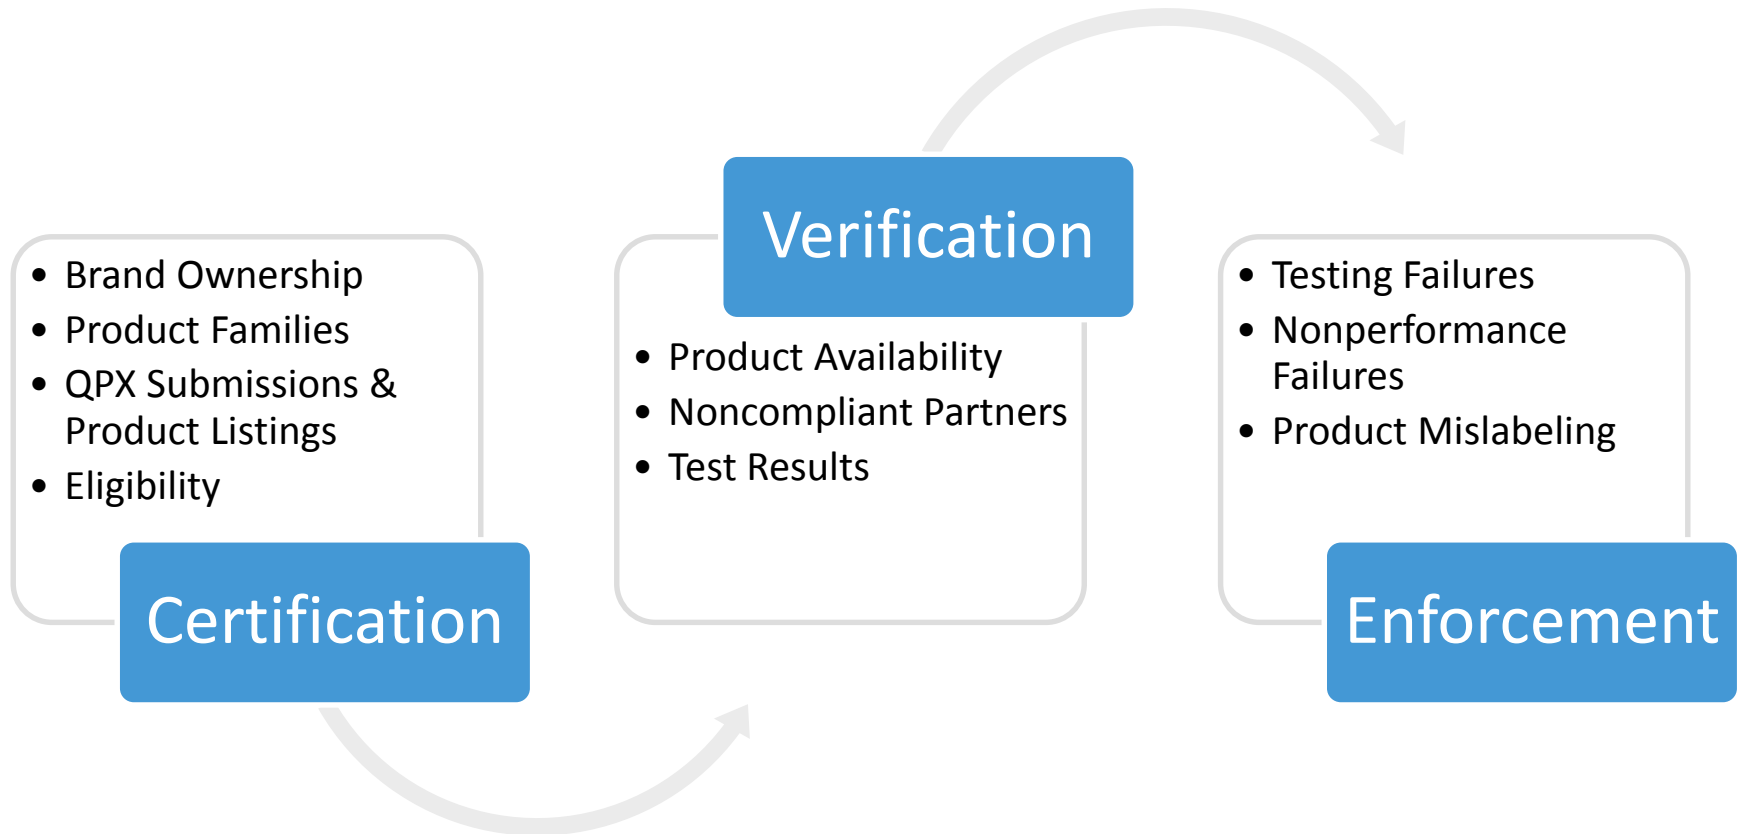 • Brand Ownership
• Product Families
• QPX Submissions &
Product Listings
• Eligibility
Certification
Verification
• Product Availability
• Noncompliant Partners
• Test Results
• Testing Failures
• Nonperformance
Failures
• Product Mislabeling
Enforcement